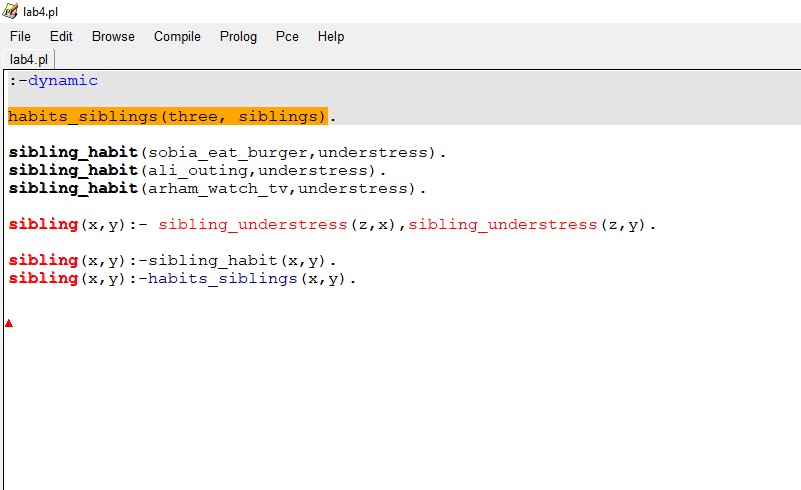 lab4.pl
File Edit Browse Compile Prolog Pce Help
lab4.pl
:-dynamic
habits_siblings(three, siblings).
sibling_habit(sobia_eat_burger,understress).
sibling_habit(ali_outing,understress).
sibling_habit(arham_watch_tv,understress).
sibling(x,y):- sibling_understress(z,x),sibling_understress(z,y).
sibling(x,y):-sibling_habit(x,y).
sibling(x,y):-habits_siblings(x,y).